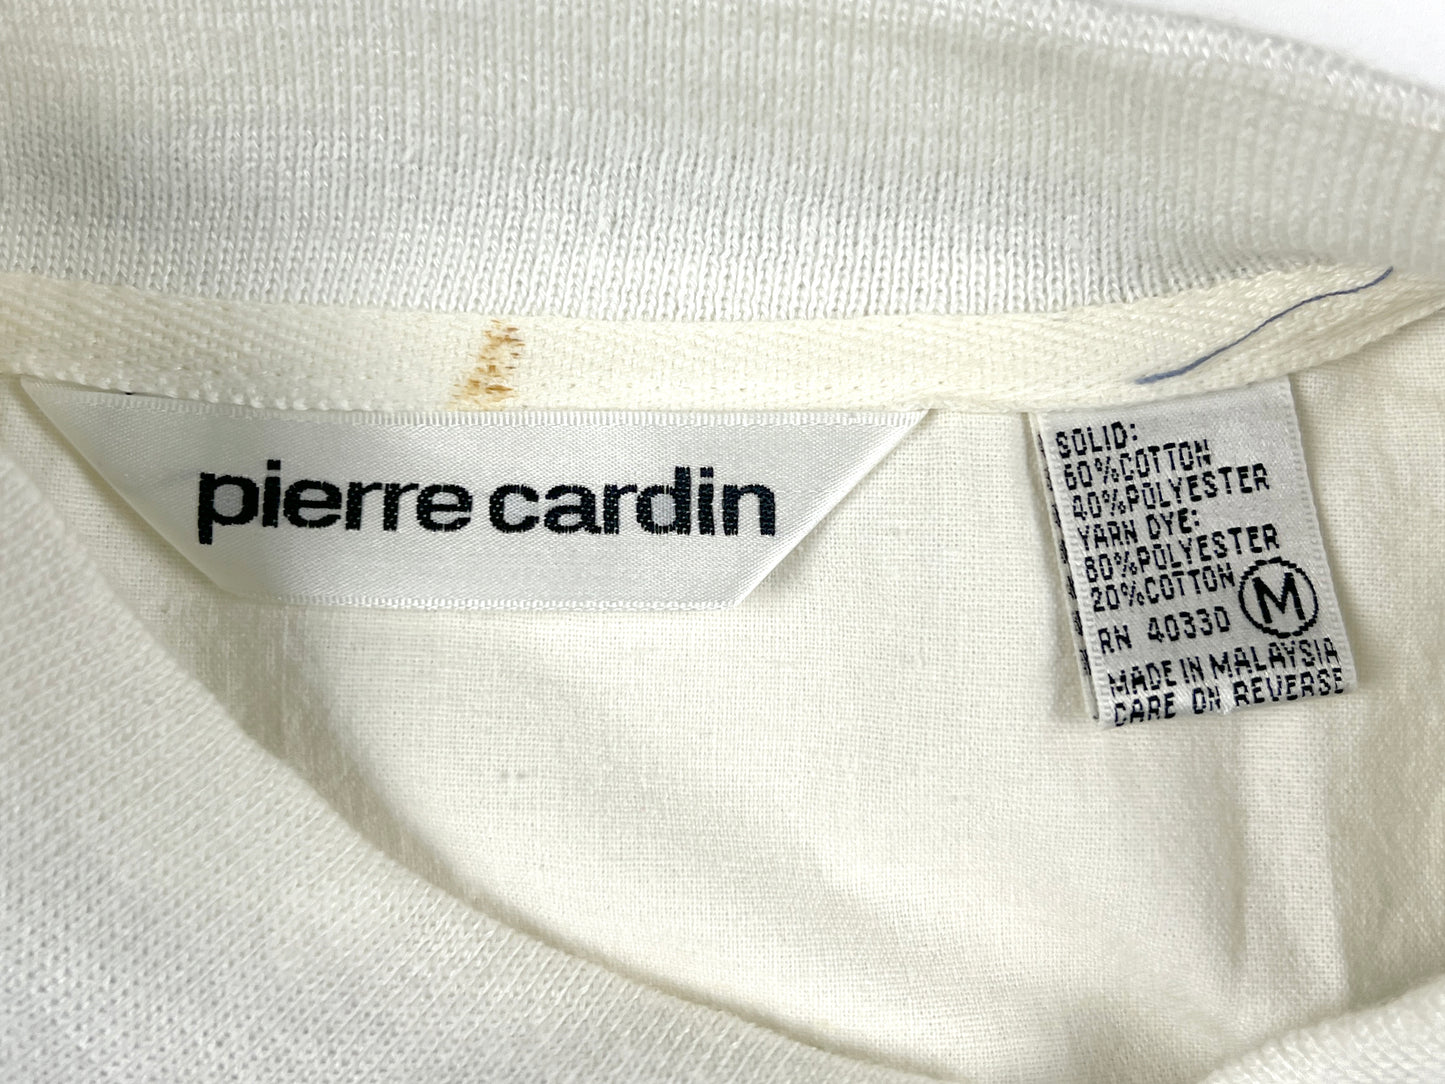 pierre cardin
SOLID:
60%COTTON
40%POLYESTER
YARN DYE:
80%POLYESTER
20%COTTON
M
RN 40330
MADE IN MALAYSIA
CARE ON REVERSE